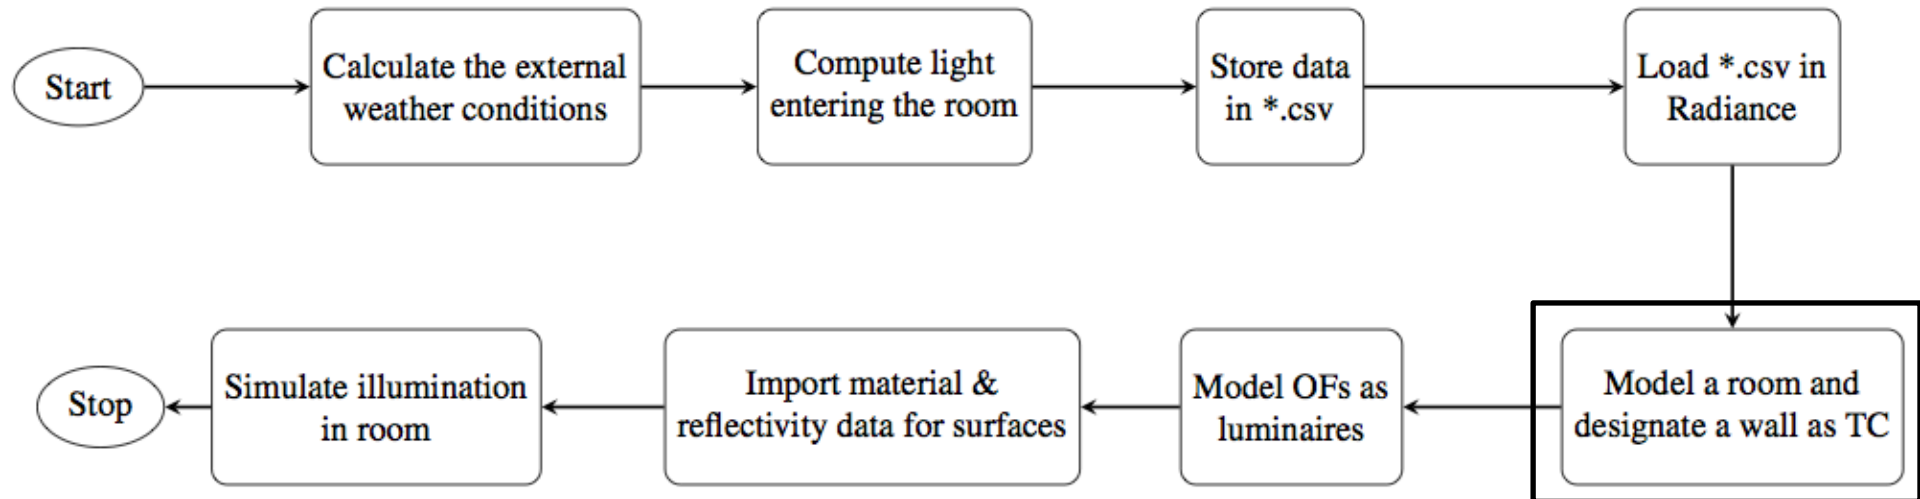 Start
Calculate the external
weather conditions
Compute light
entering the room
Store data
in *.csv
Load *.csv in
Radiance
Model a room and
designate a wall as TC
Model OFs as
luminaires
Import material &
reflectivity data for surfaces
Simulate illumination
in room
Stop